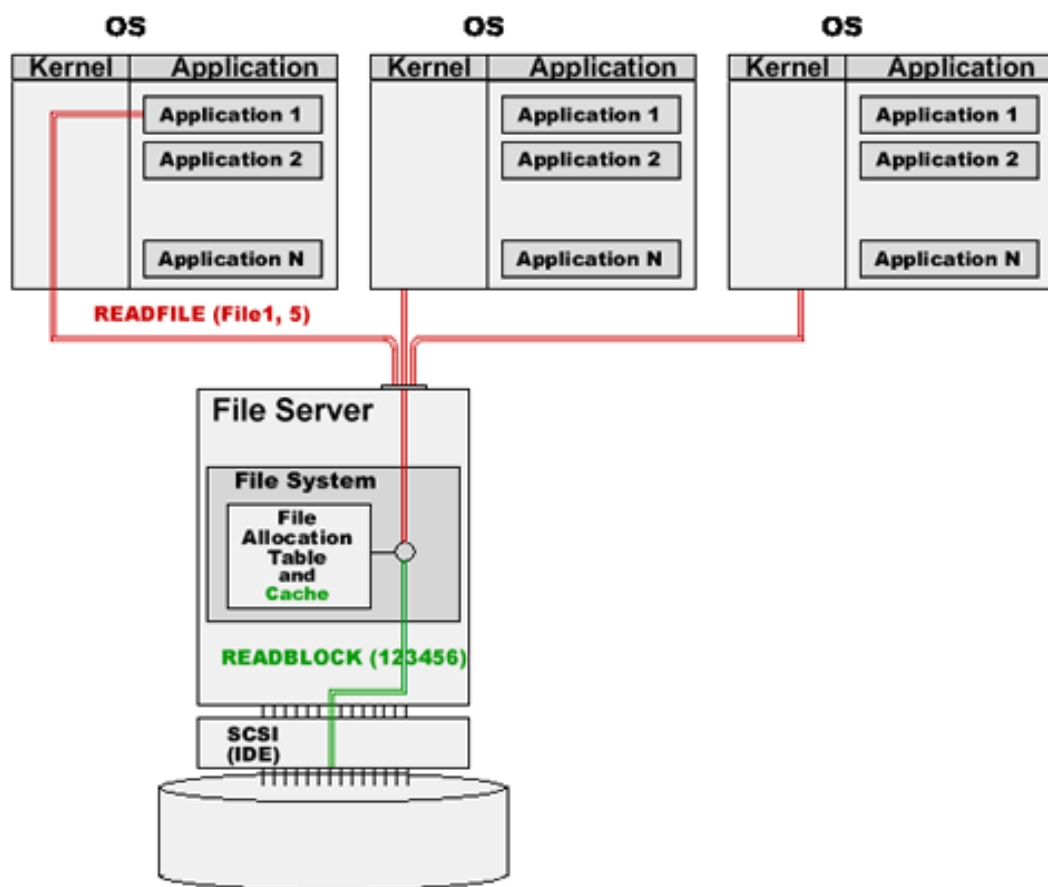 OS
OS
OS
Kernel
Application
Application 1
Application 2
Application N
Kernel
Application
Application 1
Application 2
Application N
Kernel
Application
Application 1
Application 2
Application N
READFILE (File1, 5)
File Server
File System
File
Allocation
Table
and
Cache
READBLOCK (123456)
SCSI
(IDE)